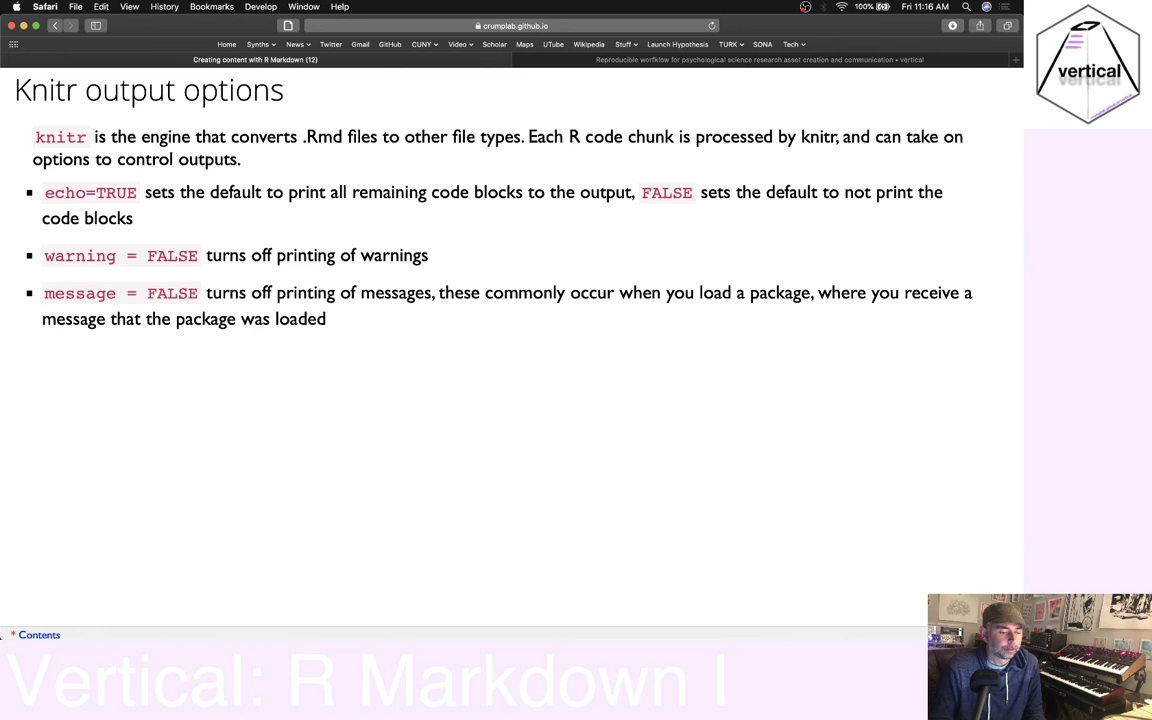 Safari File Edit View History Bookmarks Develop Window Help 100% Fri 11:16 AM
crumplab.github.io
Home Synths News Twitter Gmail GitHub CUNY Video Scholar Maps UTube Wikipedia Stuff Launch Hypothesis TURK SONA Tech
Creating content with R Markdown (12) Reproducible worfklow for psychological science research asset creation and communication • vertical
vertical
Knitr output options
knitr is the engine that converts .Rmd files to other file types. Each R code chunk is processed by knitr, and can take on
options to control outputs.
▪ echo=TRUE sets the default to print all remaining code blocks to the output, FALSE sets the default to not print the
code blocks
▪ warning = FALSE turns off printing of warnings
▪ message = FALSE turns off printing of messages, these commonly occur when you load a package, where you receive a
message that the package was loaded
* Contents
Vertical: R Markdown I